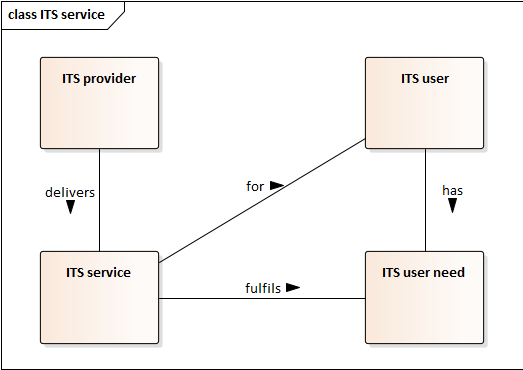 class ITS service
ITS provider
ITS user
delivers
for
has
ITS service
ITS user need
fulfils